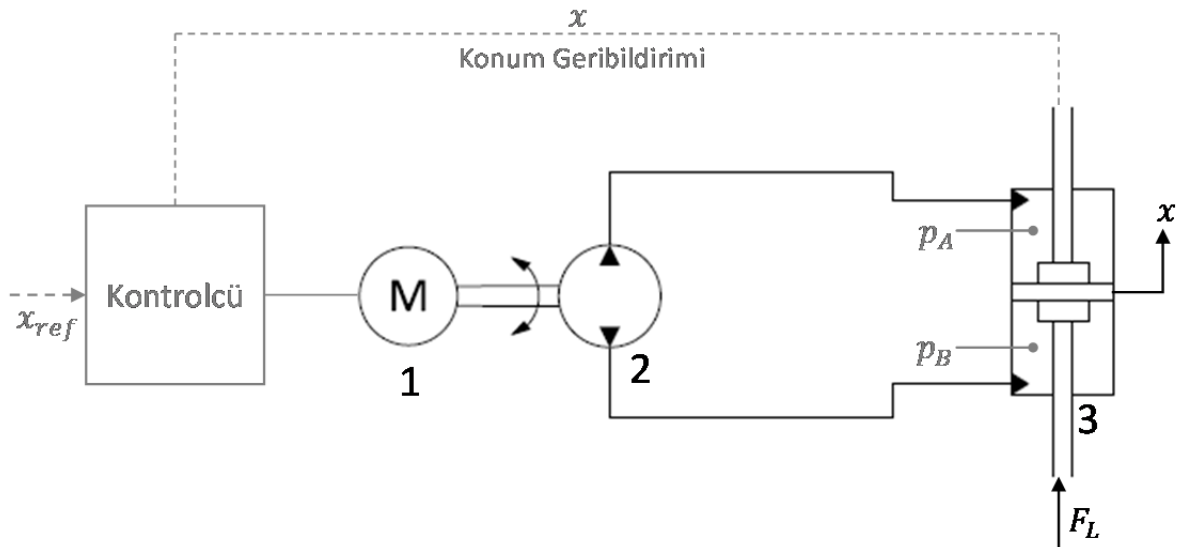 x
Konum Geribildirimi
Kontrolcü
x_ref
M
1
2
p_A
p_B
x
3
F_L